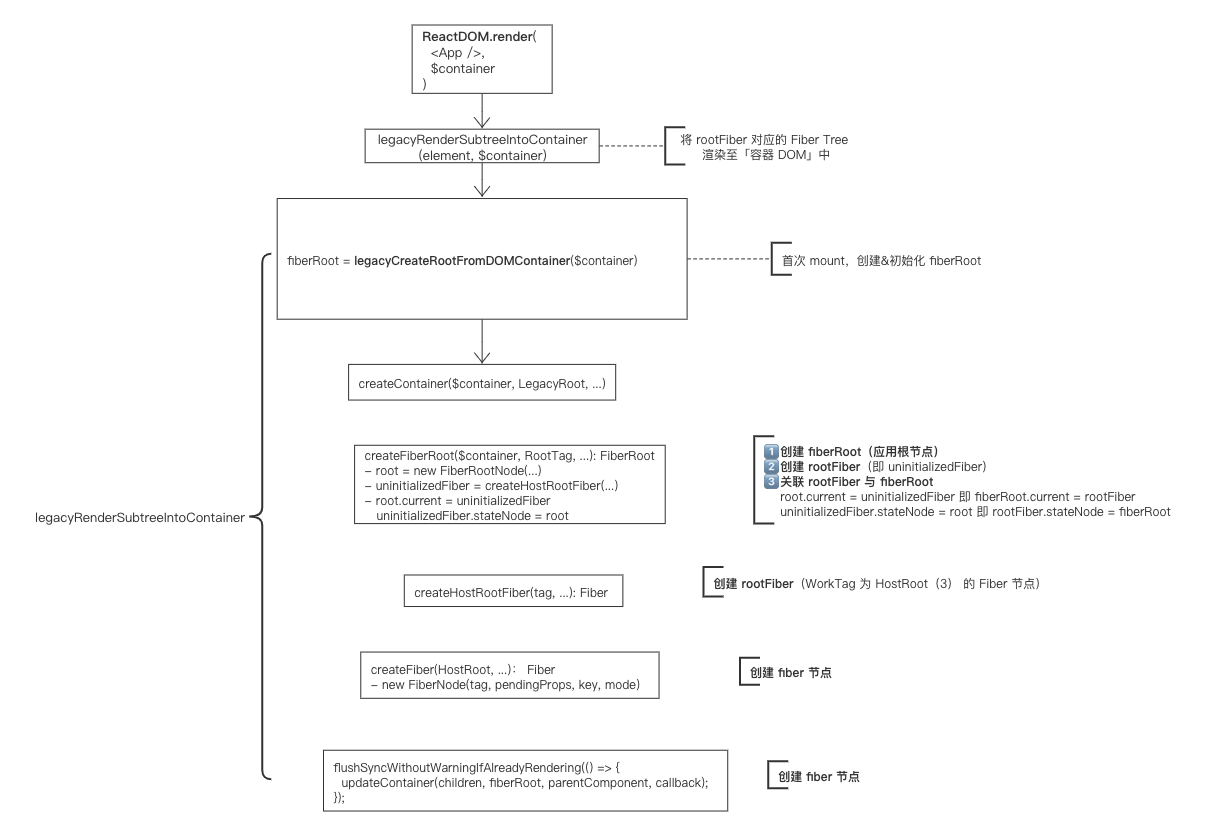 ReactDOM.render(
<App />,
$container
)
legacyRenderSubtreeIntoContainer
(element, $container)
将 rootFiber 对应的 Fiber Tree
渲染至「容器 DOM」中
fiberRoot = legacyCreateRootFromDOMContainer($container)
首次 mount，创建&初始化 fiberRoot
createContainer($container, LegacyRoot, ...)
createFiberRoot($container, RootTag, ...): FiberRoot
– root = new FiberRootNode(...)
– uninitializedFiber = createHostRootFiber(...)
– root.current = uninitializedFiber
uninitializedFiber.stateNode = root
1 创建 fiberRoot（应用根节点）
2 创建 rootFiber（即 uninitializedFiber）
3 关联 rootFiber 与 fiberRoot
root.current = uninitializedFiber 即 fiberRoot.current = rootFiber
uninitializedFiber.stateNode = root 即 rootFiber.stateNode = fiberRoot
legacyRenderSubtreeIntoContainer
createHostRootFiber(tag, ...): Fiber
创建 rootFiber（WorkTag 为 HostRoot（3） 的 Fiber 节点）
createFiber(HostRoot, ...)： Fiber
– new FiberNode(tag, pendingProps, key, mode)
创建 fiber 节点
flushSyncWithoutWarningIfAlreadyRendering(() => {
updateContainer(children, fiberRoot, parentComponent, callback);
});
创建 fiber 节点